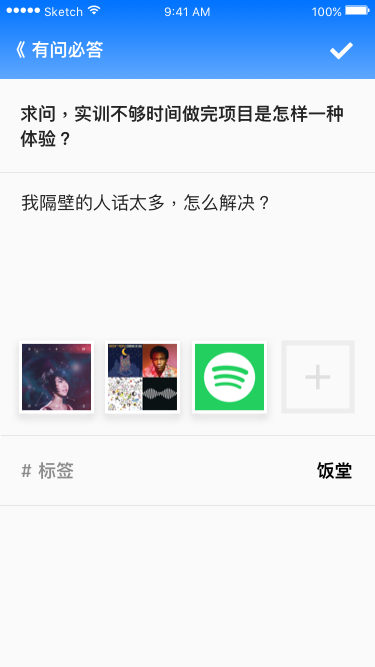 Sketch 9:41 AM 100%
《 有问必答
求问，实训不够时间做完项目是怎样一种
体验？
我隔壁的人话太多，怎么解决？
# 标签 饭堂